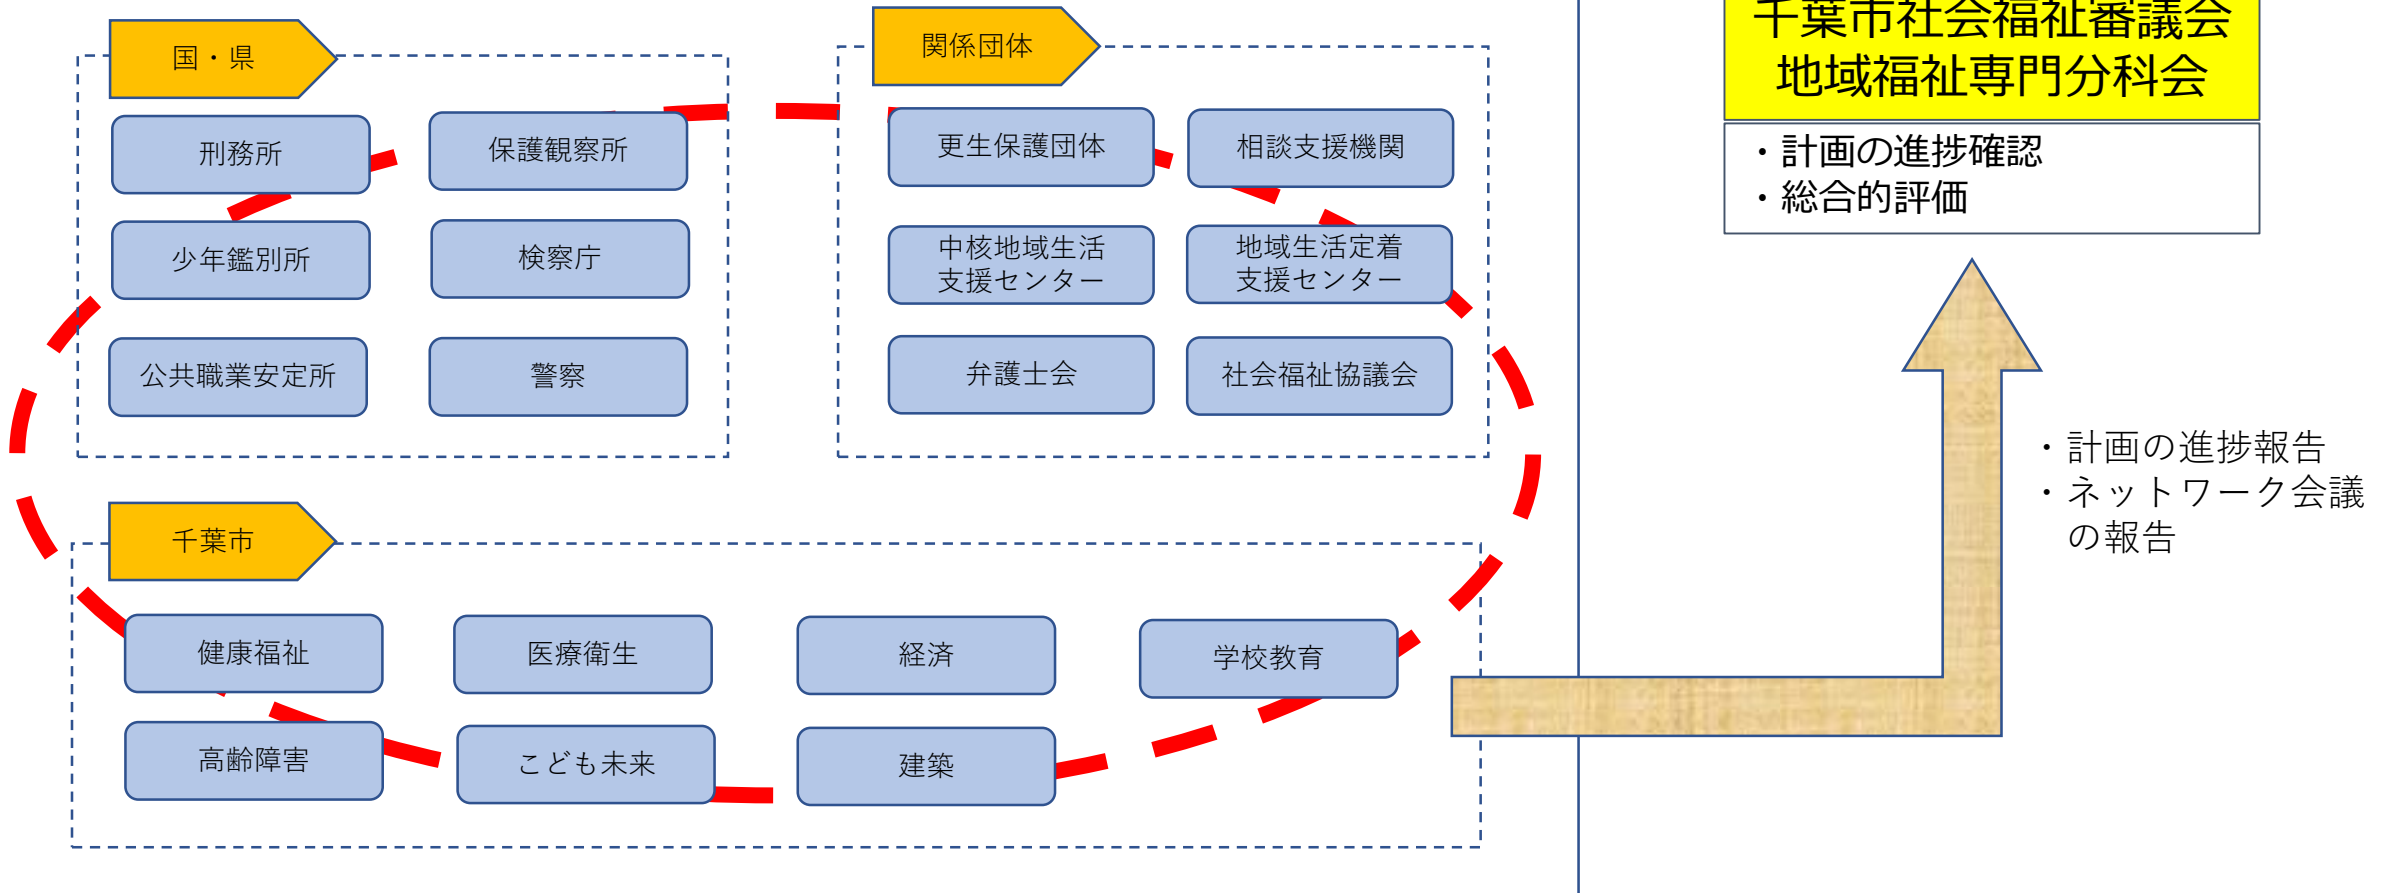 国・県
刑務所
保護観察所
少年鑑別所
検察庁
公共職業安定所
警察
関係団体
更生保護団体
相談支援機関
中核地域生活
支援センター
地域生活定着
支援センター
弁護士会
社会福祉協議会
千葉市
健康福祉
医療衛生
経済
学校教育
高齢障害
こども未来
建築
千葉市社会福祉審議会
地域福祉専門分科会
・計画の進捗確認
・総合的評価
・計画の進捗報告
・ネットワーク会議
の報告